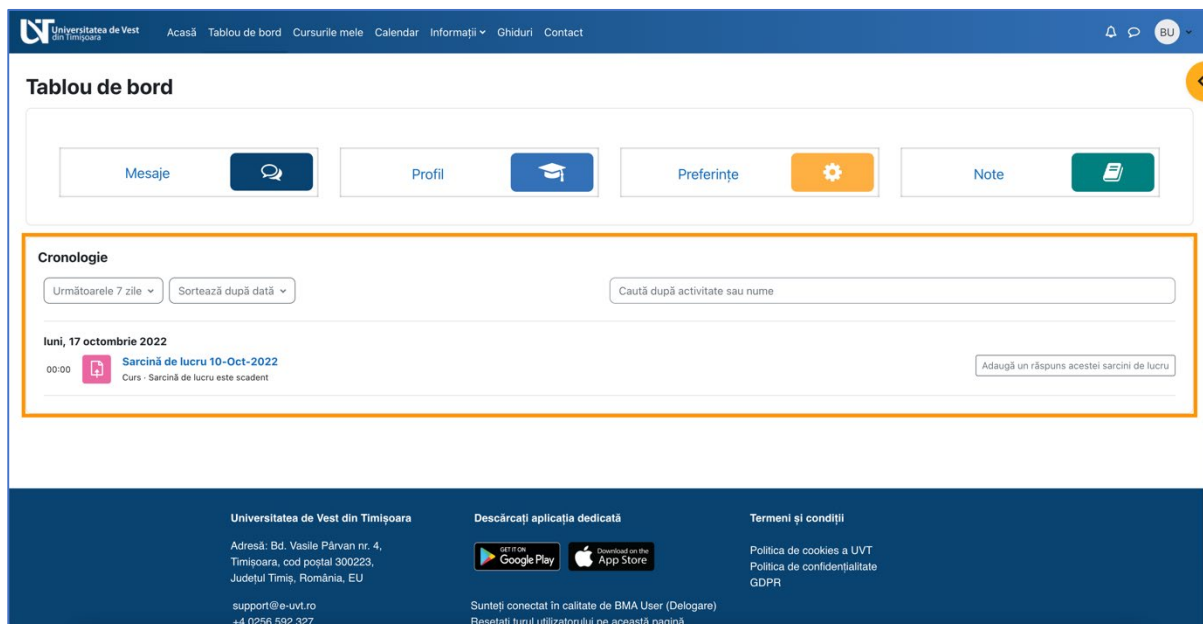 Universitatea de Vest
din Timișoara
Acasă Tablou de bord Cursurile mele Calendar Informații Ghiduri Contact
BU
Tablou de bord
Mesaje
Profil
Preferințe
Note
Cronologie
Următoarele 7 zile
Sortează după dată
Caută după activitate sau nume
luni, 17 octombrie 2022
00:00
Sarcină de lucru 10-Oct-2022
Curs · Sarcină de lucru este scadent
Adaugă un răspuns acestei sarcini de lucru
Universitatea de Vest din Timișoara
Adresă: Bd. Vasile Pârvan nr. 4,
Timișoara, cod poștal 300223,
Județul Timiș, România, EU
support@e-uvt.ro
+4 0256 592 327
Descărcați aplicația dedicată
GET IT ON
Google Play
Download on the
App Store
Sunteți conectat în calitate de BMA User (Delogare)
Resetați turul utilizatorului pe această pagină
Termeni și condiții
Politica de cookies a UVT
Politica de confidențialitate
GDPR